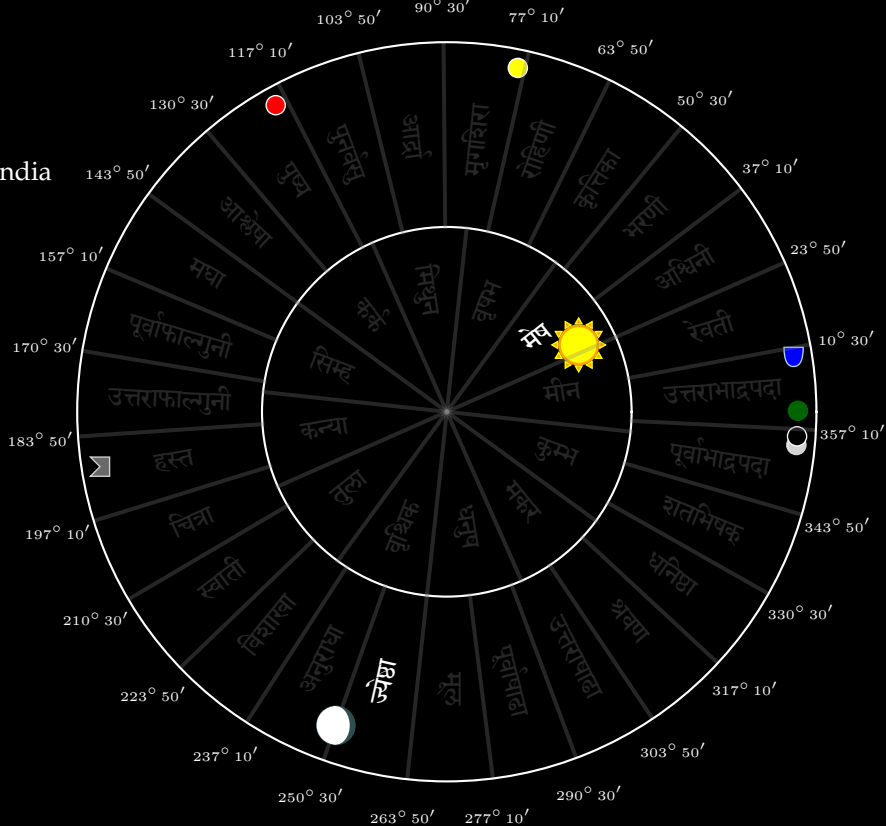 ndia
90° 30′
77° 10′
63° 50′
50° 30′
37° 10′
23° 50′
10° 30′
357° 10′
343° 50′
330° 30′
317° 10′
303° 50′
290° 30′
277° 10′
263° 50′
250° 30′
237° 10′
223° 50′
210° 30′
197° 10′
183° 50′
170° 30′
157° 10′
143° 50′
130° 30′
117° 10′
103° 50′
मृगशिरा
रोहिणी
कृत्तिका
भरणी
अश्विनी
रेवती
उत्तराभाद्रपदा
पूर्वाभाद्रपदा
शतभिषक्
धनिष्ठा
श्रवण
उत्तराषाढा
पूर्वाषाढा
मूल
ज्येष्ठा
अनुराधा
विशाखा
स्वाती
चित्रा
हस्त
उत्तराफाल्गुनी
पूर्वाफाल्गुनी
मघा
आश्लेषा
पुष्य
पुनर्वसु
आर्द्रा
मिथुन
वृषभ
मेष
मीन
कुम्भ
मकर
धनुष
वृश्चिक
तुला
कन्या
सिम्ह
कर्क